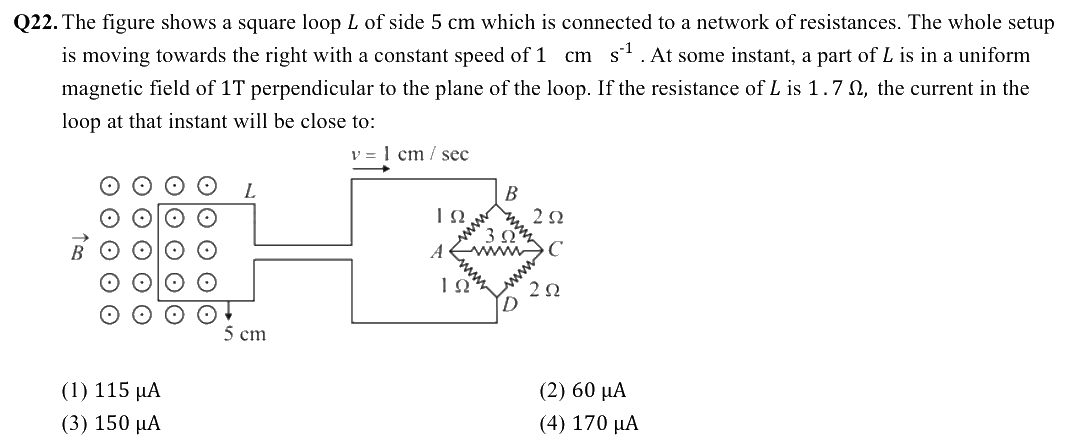 Q22. The figure shows a square loop L of side 5 cm which is connected to a network of resistances. The whole setup
is moving towards the right with a constant speed of 1 cm s⁻¹ . At some instant, a part of L is in a uniform
magnetic field of 1T perpendicular to the plane of the loop. If the resistance of L is 1.7 Ω, the current in the
loop at that instant will be close to:
v = 1 cm / sec
L
B
1 Ω 2 Ω
3 Ω
B⃗ A C
1 Ω 2 Ω
D
5 cm
(1) 115 μA (2) 60 μA
(3) 150 μA (4) 170 μA